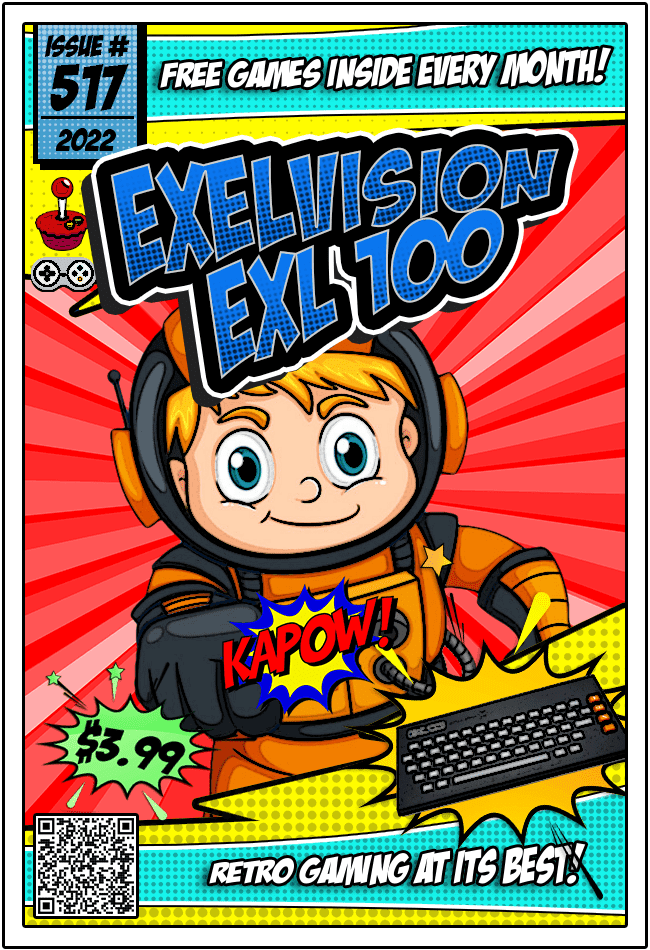 ISSUE #
517
2022
FREE GAMES INSIDE EVERY MONTH!
EXELVISION
EXL 100
KAPOW!
$3.99
RETRO GAMING AT ITS BEST!